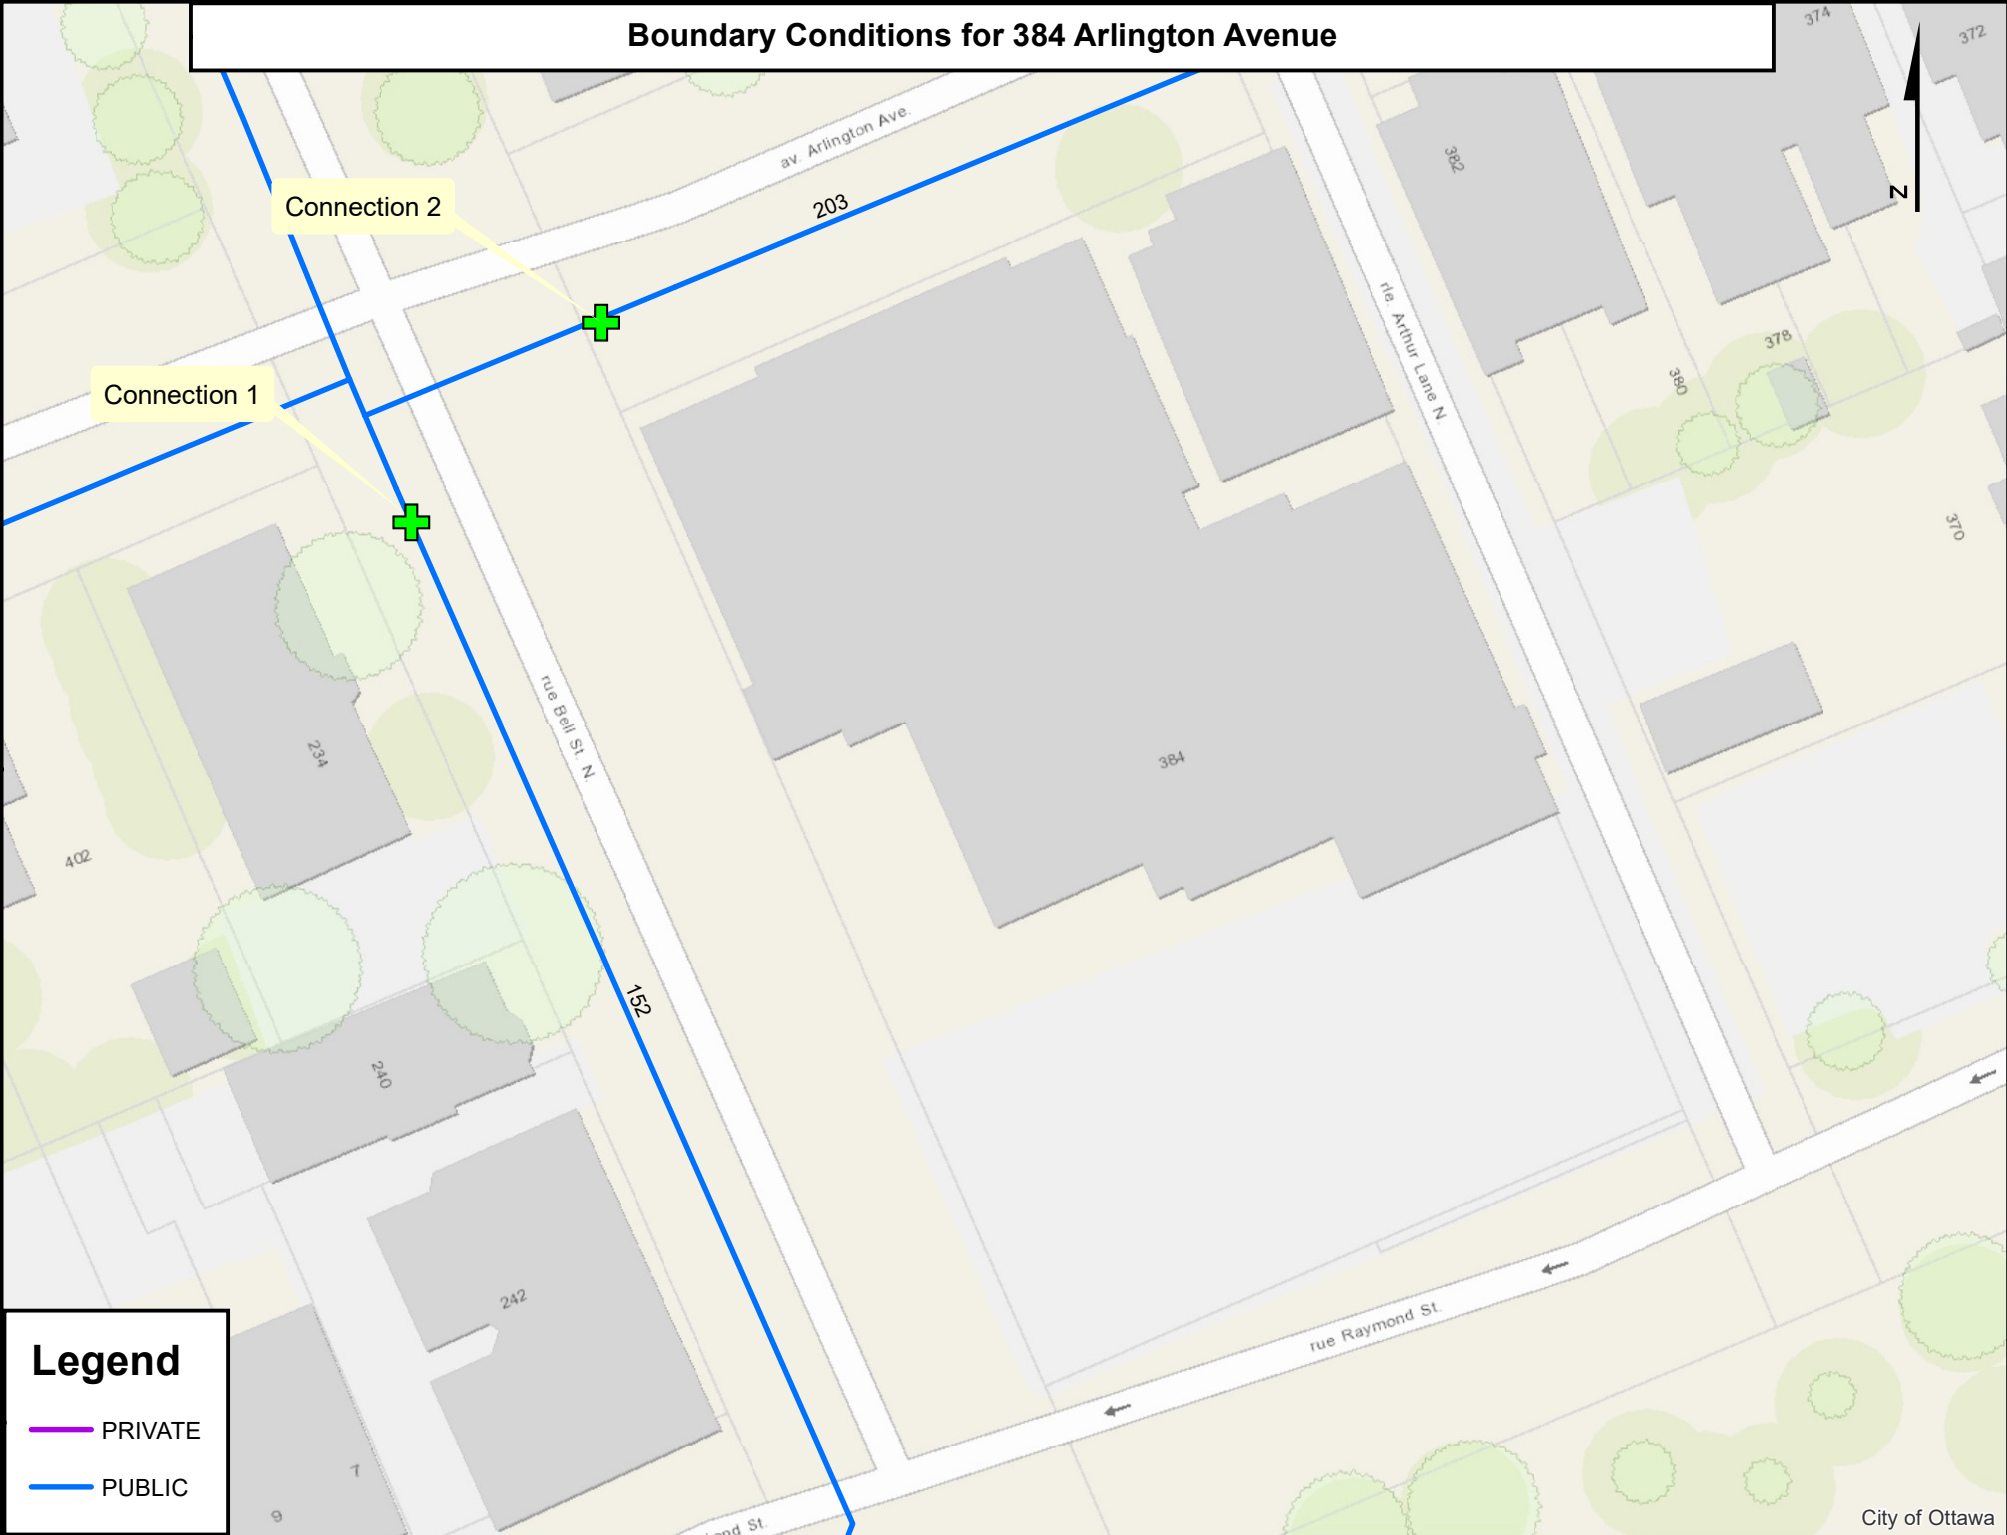 Boundary Conditions for 384 Arlington Avenue
374
372
av. Arlington Ave.
382
Z
Connection 2
203
rle. Arthur Lane N.
378
380
Connection 1
370
rue Bell St. N.
234
384
402
152
240
242
rue Raymond St.
Legend
PRIVATE
PUBLIC
7
9
City of Ottawa